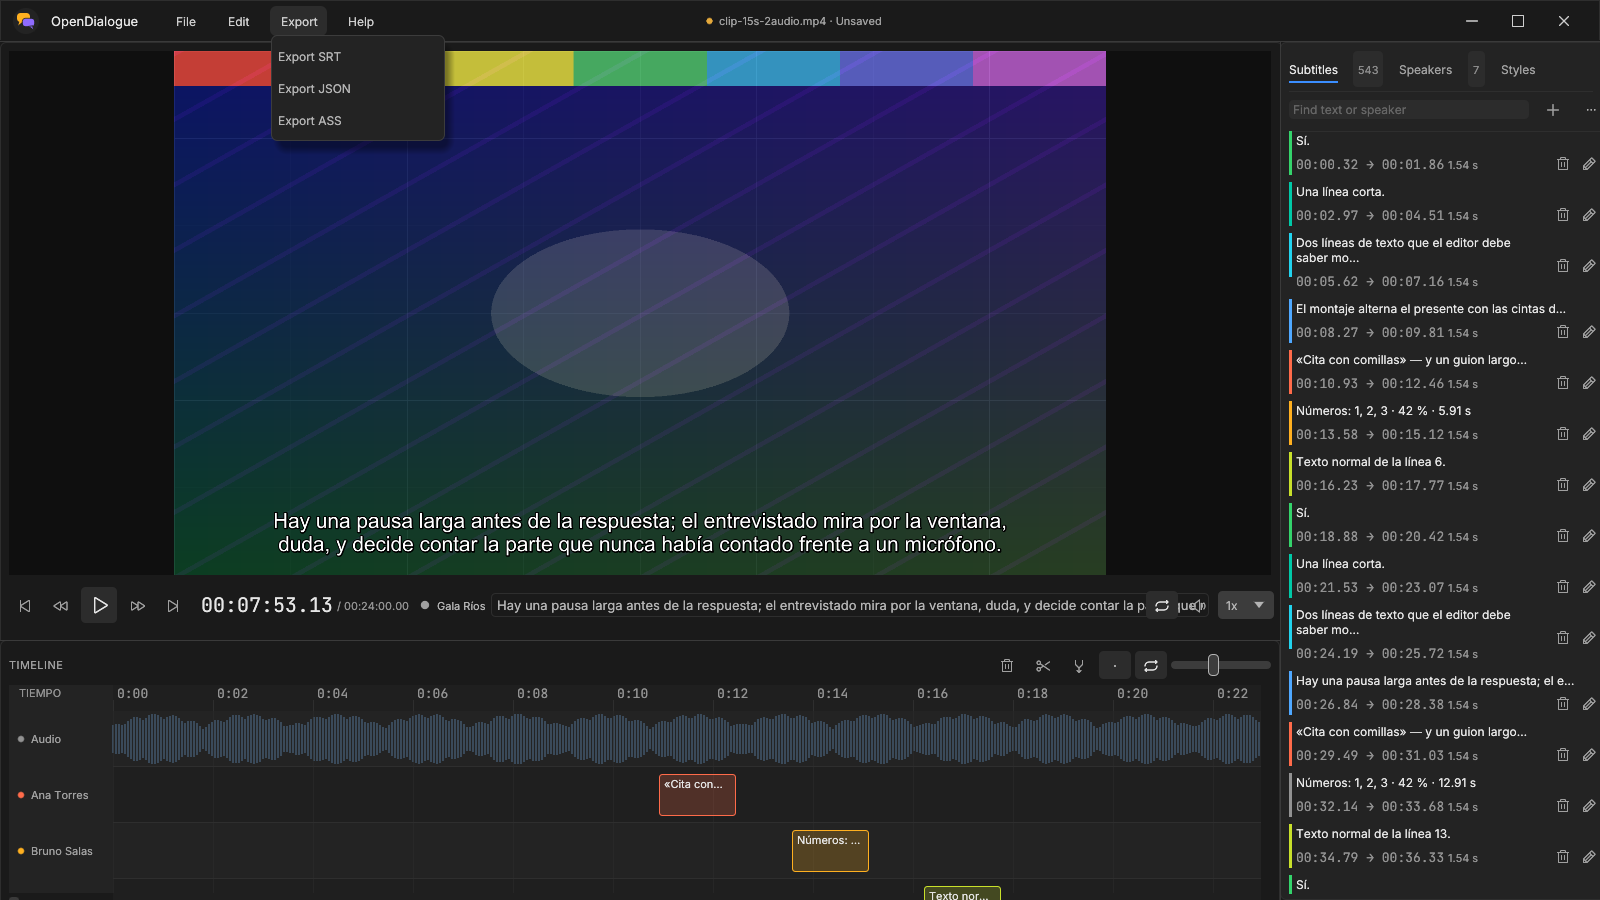 OpenDialogue
File
Edit
Export
Help
clip-15s-2audio.mp4 · Unsaved
Export SRT
Export JSON
Export ASS
Hay una pausa larga antes de la respuesta; el entrevistado mira por la ventana,
duda, y decide contar la parte que nunca había contado frente a un micrófono.
00:07:53.13 / 00:24:00.00
Gala Ríos
Hay una pausa larga antes de la respuesta; el entrevistado mira por la ventana, duda, y decide contar la
1x
TIMELINE
TIEMPO
0:00 0:02 0:04 0:06 0:08 0:10 0:12 0:14 0:16 0:18 0:20 0:22
Audio
Ana Torres
«Cita con...
Bruno Salas
Números: ...
Texto nor...
Subtitles 543 Speakers 7 Styles
Find text or speaker
Sí.
00:00.32 → 00:01.86 1.54 s
Una línea corta.
00:02.97 → 00:04.51 1.54 s
Dos líneas de texto que el editor debe
saber mo...
00:05.62 → 00:07.16 1.54 s
El montaje alterna el presente con las cintas d...
00:08.27 → 00:09.81 1.54 s
«Cita con comillas» — y un guion largo...
00:10.93 → 00:12.46 1.54 s
Números: 1, 2, 3 · 42 % · 5.91 s
00:13.58 → 00:15.12 1.54 s
Texto normal de la línea 6.
00:16.23 → 00:17.77 1.54 s
Sí.
00:18.88 → 00:20.42 1.54 s
Una línea corta.
00:21.53 → 00:23.07 1.54 s
Dos líneas de texto que el editor debe
saber mo...
00:24.19 → 00:25.72 1.54 s
Hay una pausa larga antes de la respuesta; el e...
00:26.84 → 00:28.38 1.54 s
«Cita con comillas» — y un guion largo...
00:29.49 → 00:31.03 1.54 s
Números: 1, 2, 3 · 42 % · 12.91 s
00:32.14 → 00:33.68 1.54 s
Texto normal de la línea 13.
00:34.79 → 00:36.33 1.54 s
Sí.